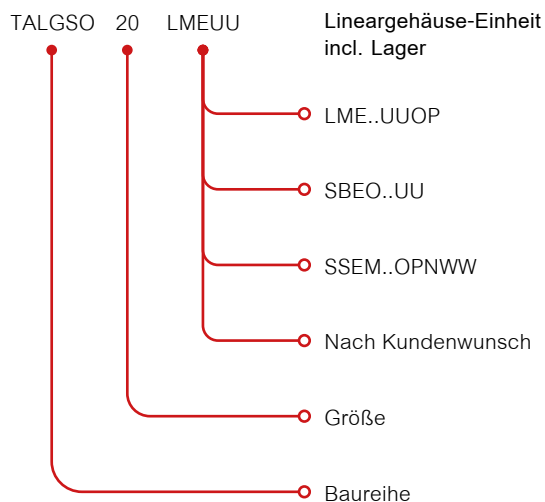 TALGSO 20 LMEUU
Lineargehäuse-Einheit
incl. Lager
LME..UUOP
SBEO..UU
SSEM..OPNWW
Nach Kundenwunsch
Größe
Baureihe